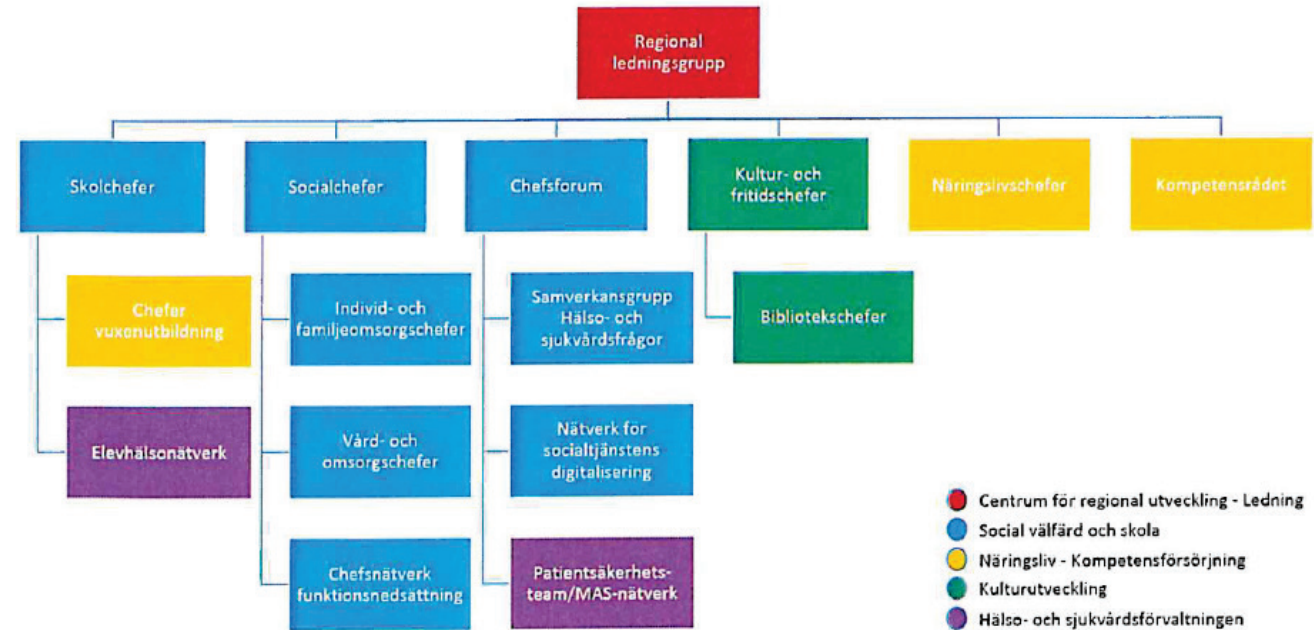 Regional
ledningsgrupp
Skolchefer
Socialchefer
Chefsforum
Kultur- och
fritidschefer
Näringslivschefer
Kompetensrådet
Chefer
vuxonutbildning
Individ- och
familjeomsorgschefer
Samverkansgrupp
Hälso- och
sjukvårdsfrågor
Bibliotekschefer
Elevhälsonätverk
Vård- och
omsorgschefer
Nätverk för
socialtjänstens
digitalisering
Chefsnätverk
funktionsnedsättning
Patientsäkerhets-
team/MAS-nätverk
Centrum för regional utveckling - Ledning
Social välfärd och skola
Näringsliv - Kompetensförsörjning
Kulturutveckling
Hälso- och sjukvårdsförvaltningen